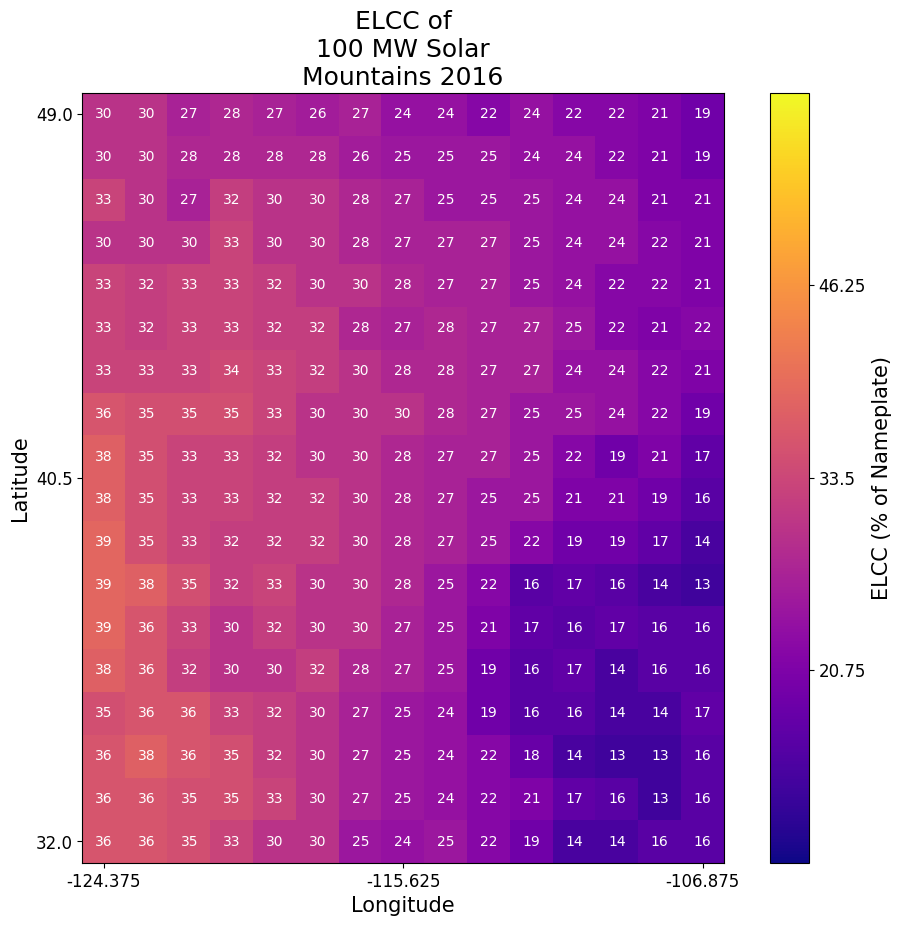 ELCC of
100 MW Solar
Mountains 2016
49.0 30 30 27 28 27 26 27 24 24 22 24 22 22 21 19
30 30 28 28 28 28 26 25 25 25 24 24 22 21 19
33 30 27 32 30 30 28 27 25 25 25 24 24 21 21
30 30 30 33 30 30 28 27 27 27 25 24 24 22 21
33 32 33 33 32 30 30 28 27 27 25 24 22 22 21 46.25
33 32 33 33 32 32 28 27 28 27 27 25 22 21 22
33 33 33 34 33 32 30 28 28 27 27 24 24 22 21
36 35 35 35 33 30 30 30 28 27 25 25 24 22 19
38 35 33 33 32 30 30 28 27 27 25 22 19 21 17
40.5 33.5
38 35 33 33 32 32 30 28 27 25 25 21 21 19 16
39 35 33 32 32 32 30 28 27 25 22 19 19 17 14
39 38 35 32 33 30 30 28 25 22 16 17 16 14 13
39 36 33 30 32 30 30 27 25 21 17 16 17 16 16
38 36 32 30 30 32 28 27 25 19 16 17 14 16 16 20.75
35 36 36 33 32 30 27 25 24 19 16 16 14 14 17
36 38 36 35 32 30 27 25 24 22 18 14 13 13 16
36 36 35 35 33 30 27 25 24 22 21 17 16 13 16
32.0 36 36 35 33 30 30 25 24 25 22 19 14 14 16 16
-124.375 -115.625 -106.875
Longitude
Latitude
ELCC (% of Nameplate)